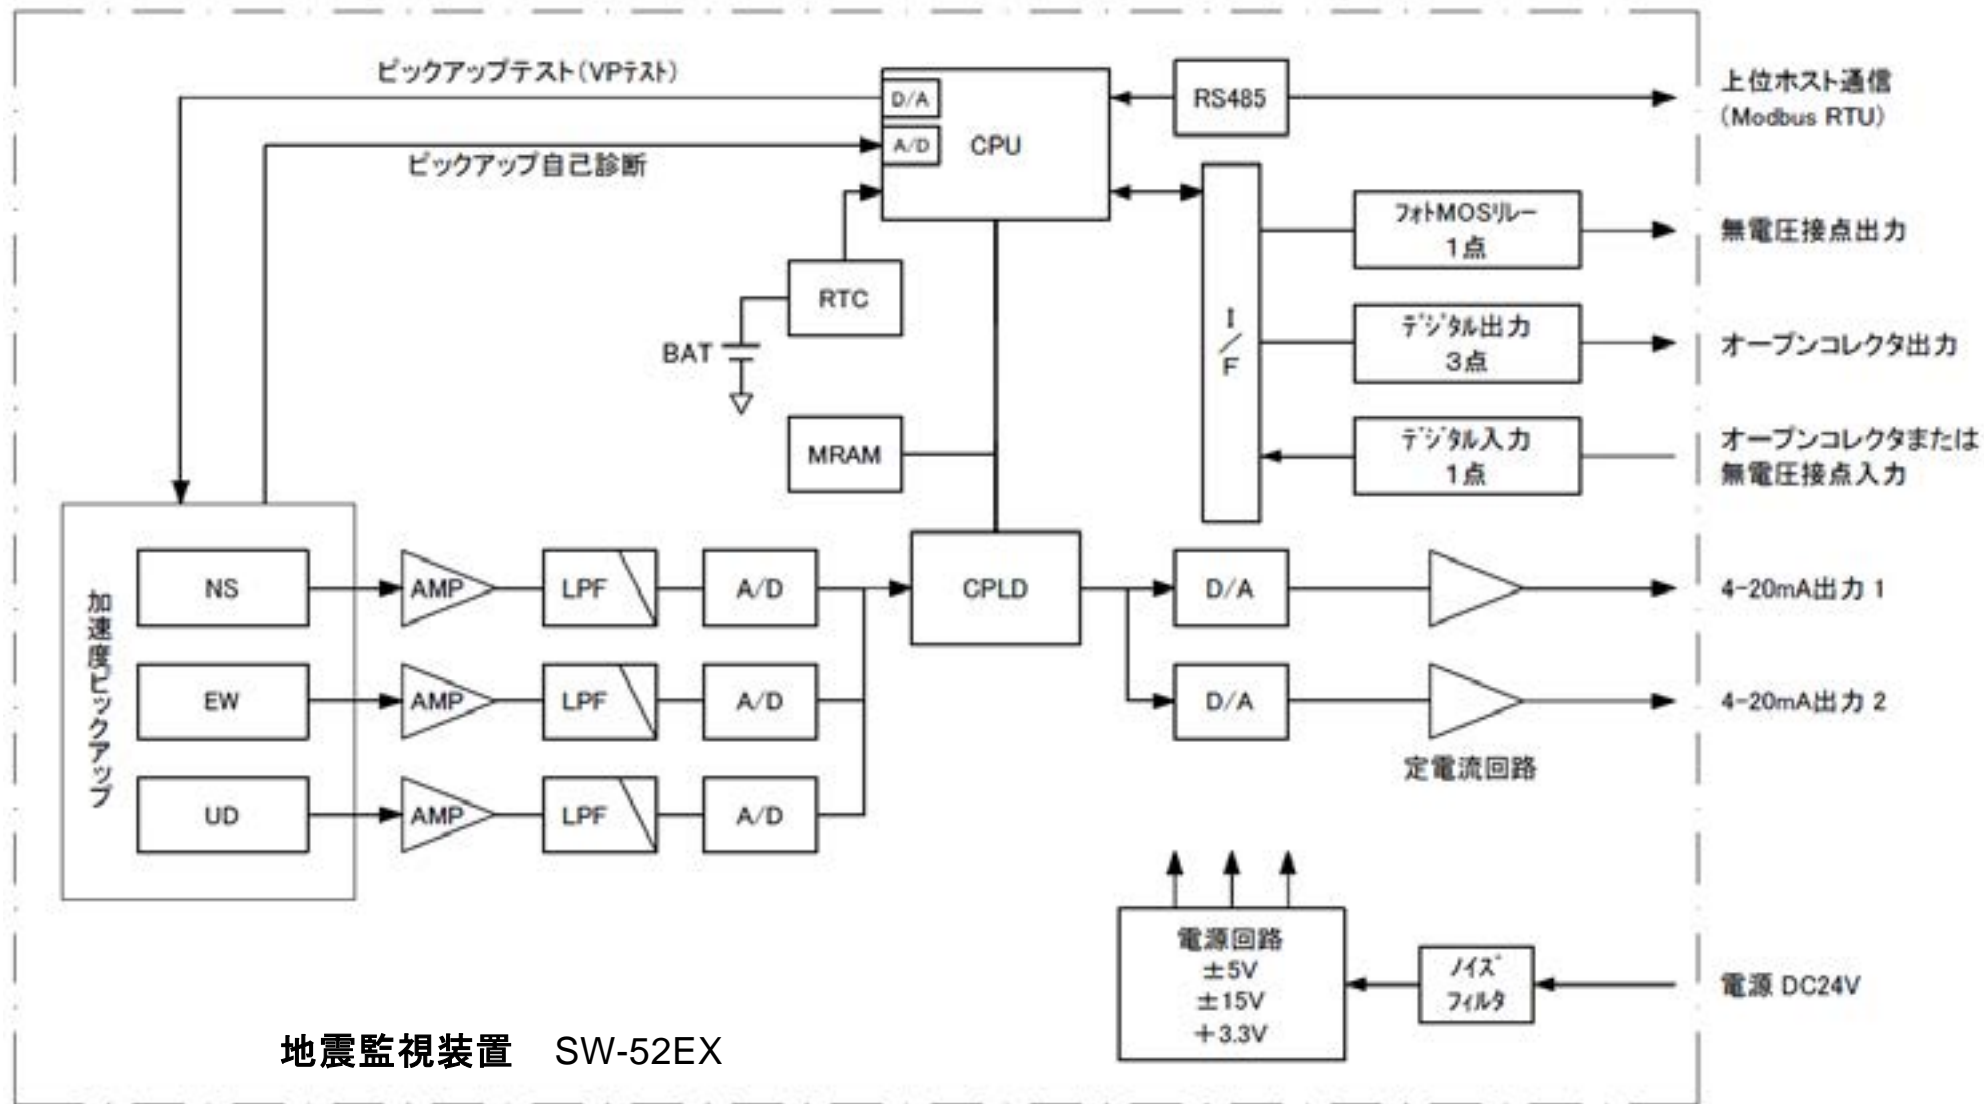 ピックアップテスト(VPテスト)
D/A
RS485
上位ホスト通信
(Modbus RTU)
A/D
CPU
ピックアップ自己診断
フォトMOSリレー
1点
無電圧接点出力
RTC
I/F
デジタル出力
3点
オープンコレクタ出力
BAT
MRAM
デジタル入力
1点
オープンコレクタまたは
無電圧接点入力
加速度ピックアップ
NS
AMP
LPF
A/D
CPLD
D/A
4-20mA出力 1
EW
AMP
LPF
A/D
D/A
4-20mA出力 2
定電流回路
UD
AMP
LPF
A/D
電源回路
±5V
±15V
+3.3V
ノイズ
フィルタ
電源 DC24V
地震監視装置 SW-52EX